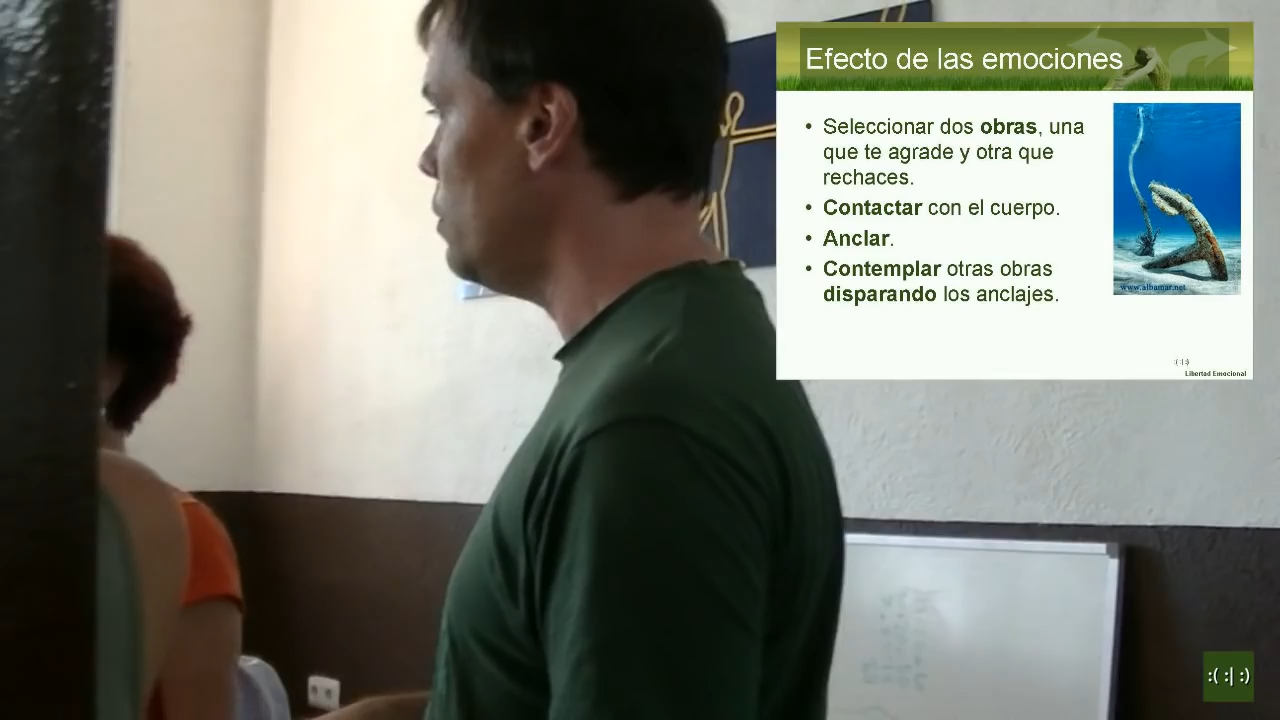 Efecto de las emociones
• Seleccionar dos obras, una
que te agrade y otra que
rechaces.
• Contactar con el cuerpo.
• Anclar.
• Contemplar otras obras
disparando los anclajes.
www.albamar.net
:( :| :)
Libertad Emocional
:( :| :)